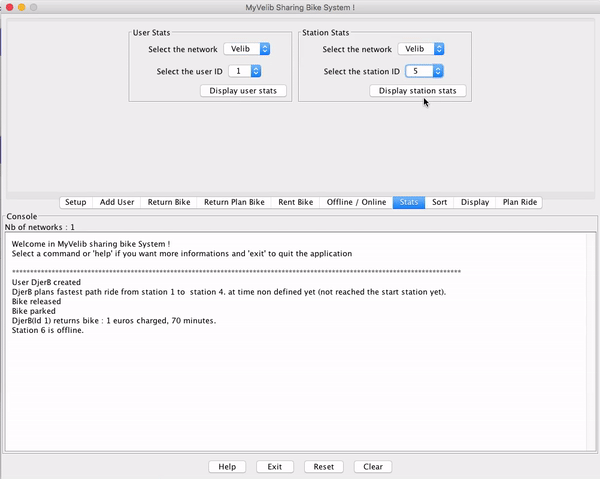 MyVelib Sharing Bike System !
User Stats
Select the network Velib
Select the user ID 1
Display user stats
Station Stats
Select the network Velib
Select the station ID 5
Display station stats
Setup Add User Return Bike Return Plan Bike Rent Bike Offline / Online Stats Sort Display Plan Ride
Console
Nb of networks : 1
Welcome in MyVelib sharing bike System !
Select a command or 'help' if you want more informations and 'exit' to quit the application
User DjerB created
DjerB plans fastest path ride from station 1 to station 4. at time non defined yet (not reached the start station yet).
Bike released
Bike parked
DjerB(Id 1) returns bike : 1 euros charged, 70 minutes.
Station 6 is offline.
Help Exit Reset Clear